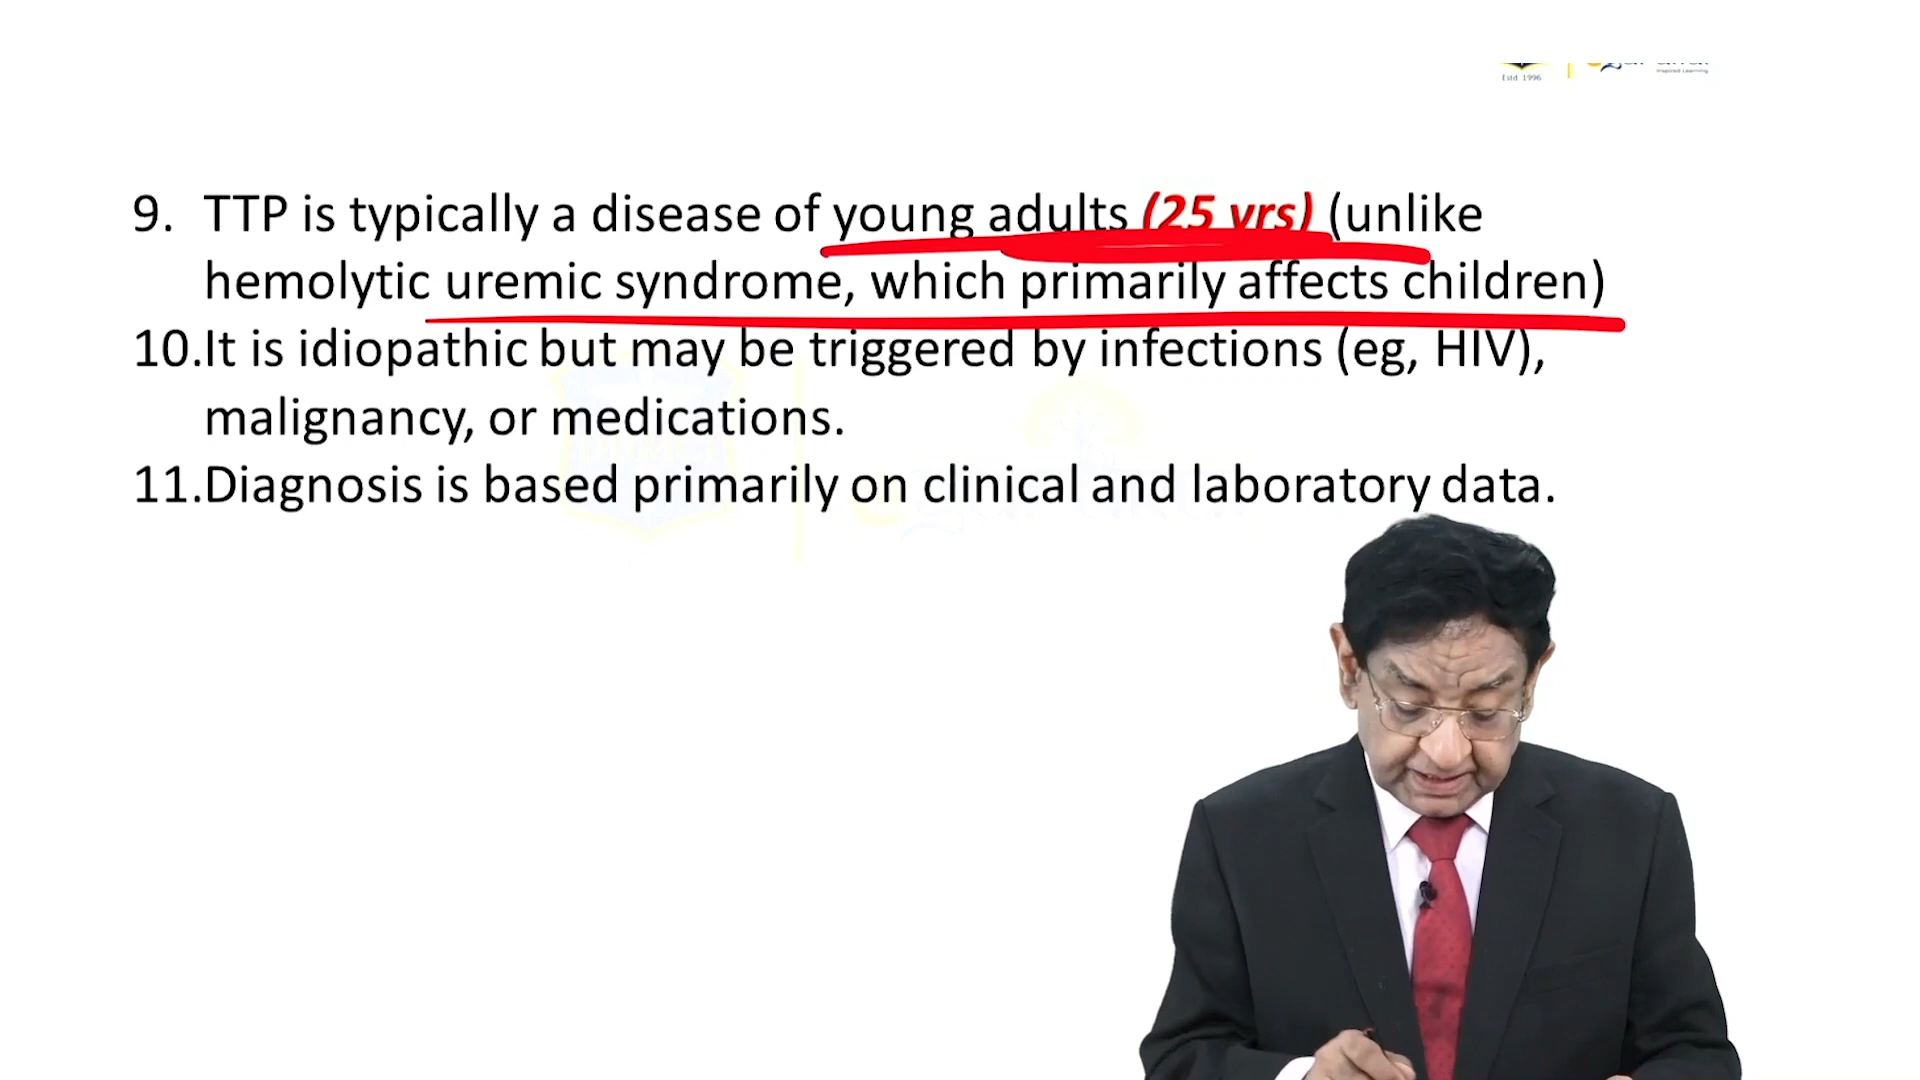 Estd 1996
Inspired Learning
9. TTP is typically a disease of young adults (25 yrs) (unlike
hemolytic uremic syndrome, which primarily affects children)
10.It is idiopathic but may be triggered by infections (eg, HIV),
malignancy, or medications.
11.Diagnosis is based primarily on clinical and laboratory data.